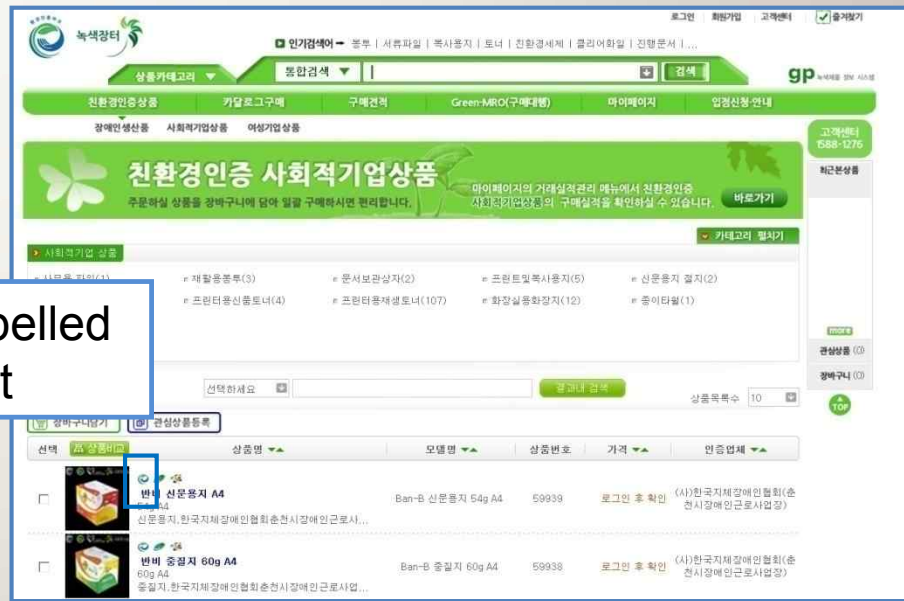 로그인 회원가입 고객센터 즐겨찾기
녹색장터
인기검색어 봉투 | 서류파일 | 복사용지 | 토너 | 친환경세제 | 클리어화일 | 진행문서 | ...
상품카테고리 ▼ 통합검색 ▼ 검색
gp
친환경인증상품 카달로그구매 구매견적 Green-MRO(구매대행) 마이페이지 입점신청·안내
장애인생산품 사회적기업상품 여성기업상품
고객센터
1588-1276
친환경인증 사회적기업상품
주문하실 상품을 장바구니에 담아 일괄 구매하시면 편리합니다.
마이페이지의 거래실적관리 메뉴에서 친환경인증
사회적기업상품의 구매실적을 확인하실 수 있습니다.
바로가기
최근본상품
카테고리 펼치기
사회적기업 상품
재활용봉투(3) 문서보관상자(2) 프린트및복사용지(5) 신문용지 절지(2)
프린터용신품토너(4) 프린터용재생토너(107) 화장실용화장지(12) 종이타월(1)
pelled
t
more
관심상품 (0)
장바구니 (0)
TOP
선택하세요 결과내 검색
상품목록수 10
장바구니담기 관심상품등록
선택 상품비교 상품명 ▼▲ 모델명 ▼▲ 상품번호 가격 ▼▲ 인증업체 ▼▲
반비 신문용지 A4
54g A4
신문용지,한국지체장애인협회춘천시장애인근로사...
Ban-B 신문용지 54g A4 59939 로그인 후 확인 (사)한국지체장애인협회(춘
천시장애인근로사업장)
반비 중질지 60g A4
60g A4
중질지,한국지체장애인협회춘천시장애인근로사업...
Ban-B 중질지 60g A4 59938 로그인 후 확인 (사)한국지체장애인협회(춘
천시장애인근로사업장)